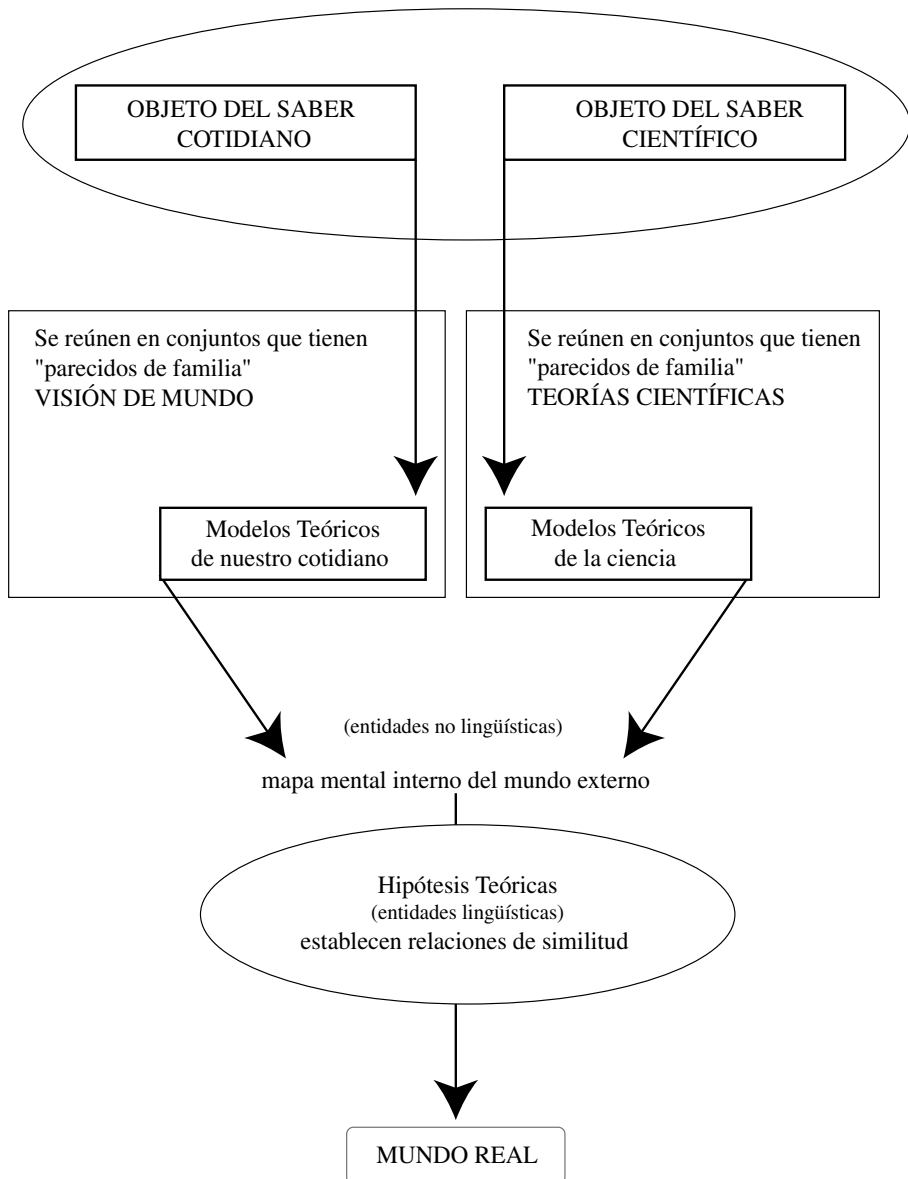 OBJETO DEL SABER
COTIDIANO
OBJETO DEL SABER
CIENTÍFICO
Se reúnen en conjuntos que tienen
"parecidos de familia"
VISIÓN DE MUNDO
Se reúnen en conjuntos que tienen
"parecidos de familia"
TEORÍAS CIENTÍFICAS
Modelos Teóricos
de nuestro cotidiano
Modelos Teóricos
de la ciencia
(entidades no lingüísticas)
mapa mental interno del mundo externo
Hipótesis Teóricas
(entidades lingüísticas)
establecen relaciones de similitud
MUNDO REAL